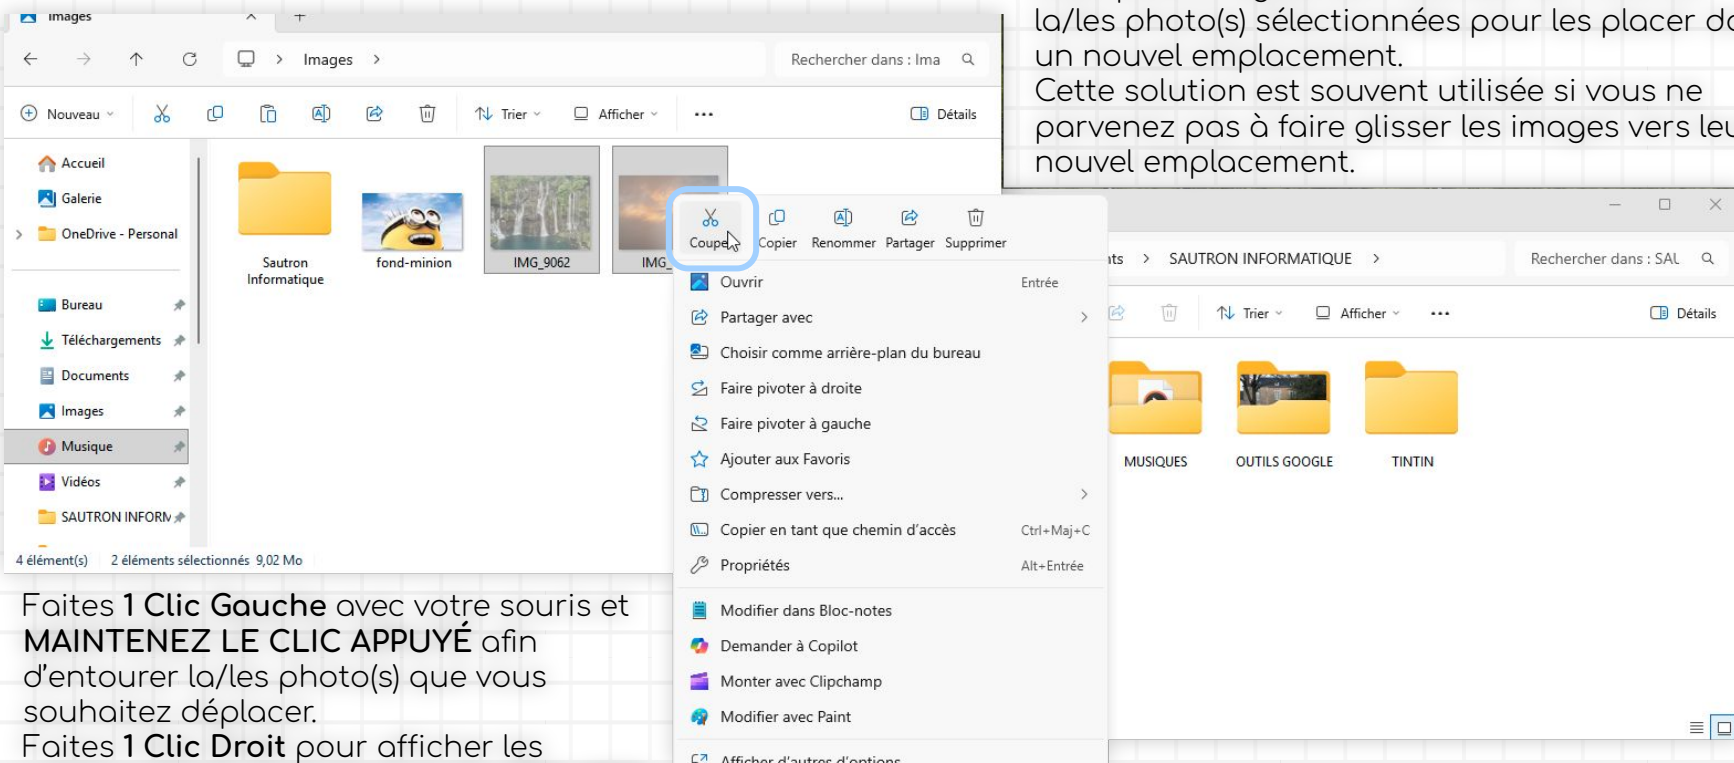 Images
Images
Rechercher dans : Ima
Nouveau
Trier
Afficher
Détails
Accueil
Galerie
OneDrive - Personal
Bureau
Téléchargements
Documents
Images
Musique
Vidéos
SAUTRON INFORM
Sautron
Informatique
fond-minion
IMG_9062
IMG_
4 élément(s) 2 éléments sélectionnés 9,02 Mo
Couper Copier Renommer Partager Supprimer
Ouvrir Entrée
Partager avec
Choisir comme arrière-plan du bureau
Faire pivoter à droite
Faire pivoter à gauche
Ajouter aux Favoris
Compresser vers...
Copier en tant que chemin d'accès Ctrl+Maj+C
Propriétés Alt+Entrée
Modifier dans Bloc-notes
Demander à Copilot
Monter avec Clipchamp
Modifier avec Paint
Afficher d'autres d'options
la/les photo(s) sélectionnées pour les placer
un nouvel emplacement.
Cette solution est souvent utilisée si vous ne
parvenez pas à faire glisser les images vers
nouvel emplacement.
SAUTRON INFORMATIQUE
Rechercher dans :
Trier
Afficher
Détails
MUSIQUES
OUTILS GOOGLE
TINTIN
Faites 1 Clic Gauche avec votre souris et
MAINTENEZ LE CLIC APPUYÉ afin
d'entourer la/les photo(s) que vous
souhaitez déplacer.
Faites 1 Clic Droit pour afficher les